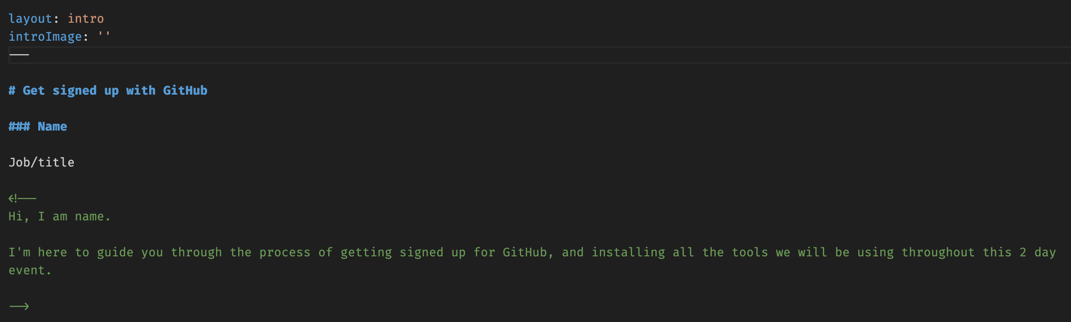 layout: intro
introImage: ''
---
# Get signed up with GitHub
### Name
Job/title
<!--
Hi, I am name.
I'm here to guide you through the process of getting signed up for GitHub, and installing all the tools we will be using throughout this 2 day
event.
-->